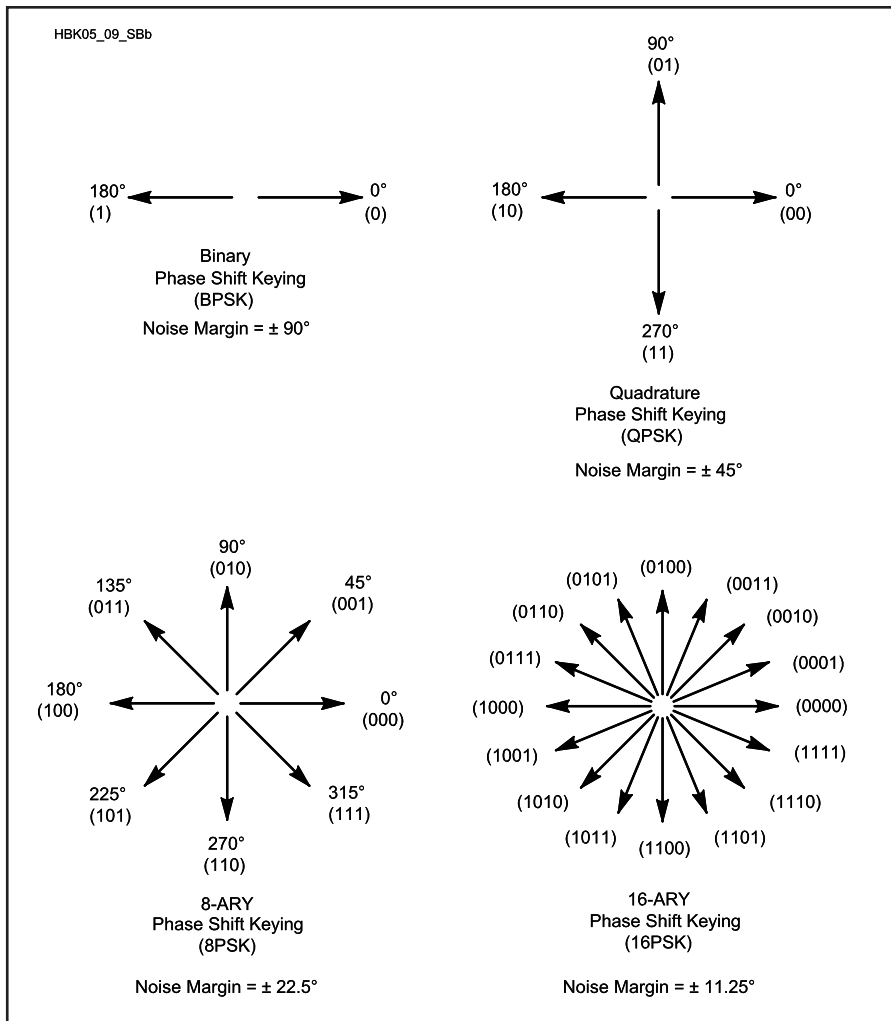 HBK05_09_SBb
180°
(1)
0°
(0)
Binary
Phase Shift Keying
(BPSK)
Noise Margin = ± 90°
90°
(01)
180°
(10)
0°
(00)
270°
(11)
Quadrature
Phase Shift Keying
(QPSK)
Noise Margin = ± 45°
90°
(010)
135°
(011)
45°
(001)
180°
(100)
0°
(000)
225°
(101)
315°
(111)
270°
(110)
8-ARY
Phase Shift Keying
(8PSK)
Noise Margin = ± 22.5°
(0100)
(0101)
(0011)
(0110)
(0010)
(0111)
(0001)
(1000)
(0000)
(1001)
(1111)
(1010)
(1110)
(1011)
(1101)
(1100)
16-ARY
Phase Shift Keying
(16PSK)
Noise Margin = ± 11.25°